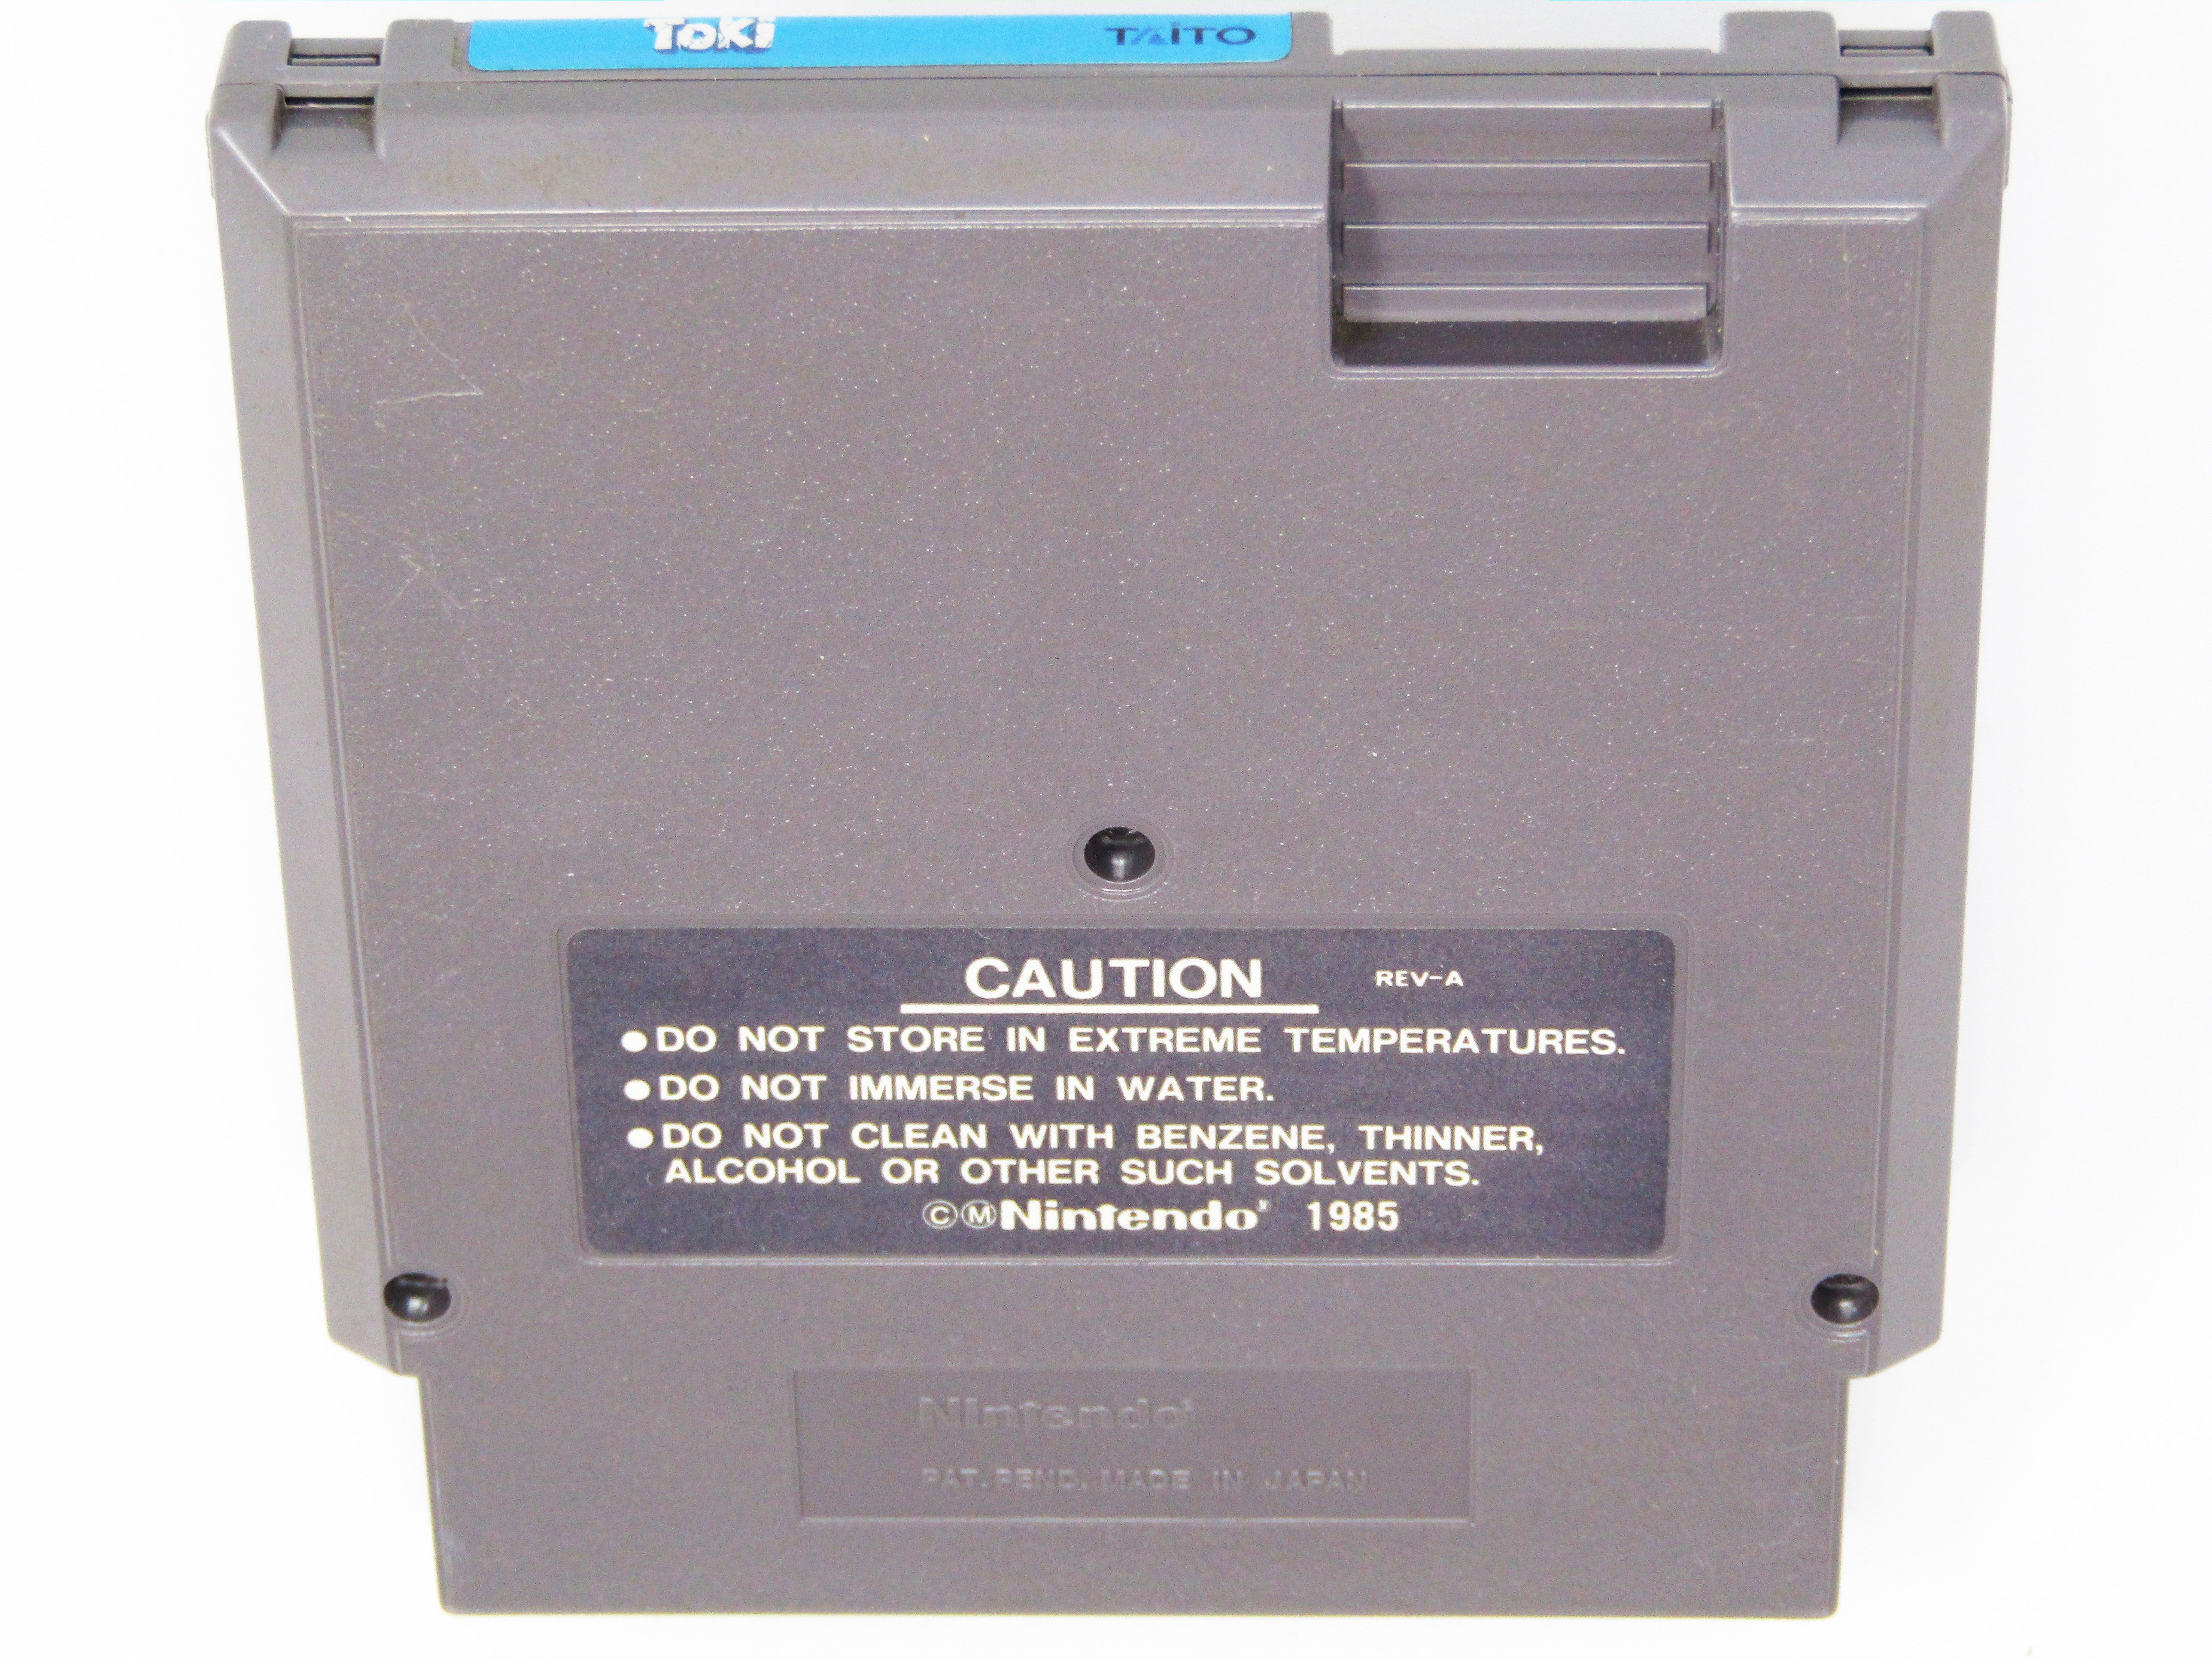 TOKI TAITO
CAUTION REV-A
●DO NOT STORE IN EXTREME TEMPERATURES.
●DO NOT IMMERSE IN WATER.
●DO NOT CLEAN WITH BENZENE, THINNER,
ALCOHOL OR OTHER SUCH SOLVENTS.
©ⓂNintendo® 1985
Nintendo®
PAT. PEND. MADE IN JAPAN